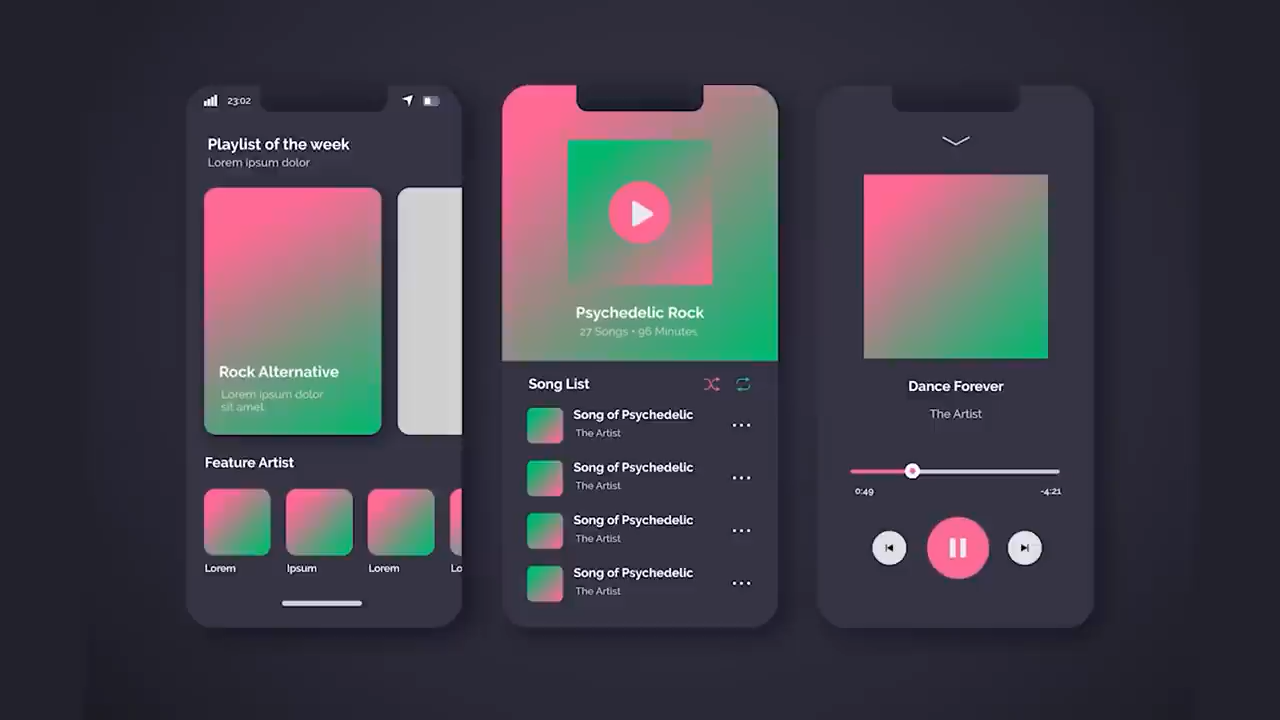 23:02
Playlist of the week
Lorem ipsum dolor
Rock Alternative
Lorem ipsum dolor
sit amet
Feature Artist
Lorem
Ipsum
Lorem
Lo
Psychedelic Rock
27 Songs • 96 Minutes
Song List
Song of Psychedelic
The Artist
Song of Psychedelic
The Artist
Song of Psychedelic
The Artist
Song of Psychedelic
The Artist
Dance Forever
The Artist
0:49
-4:21